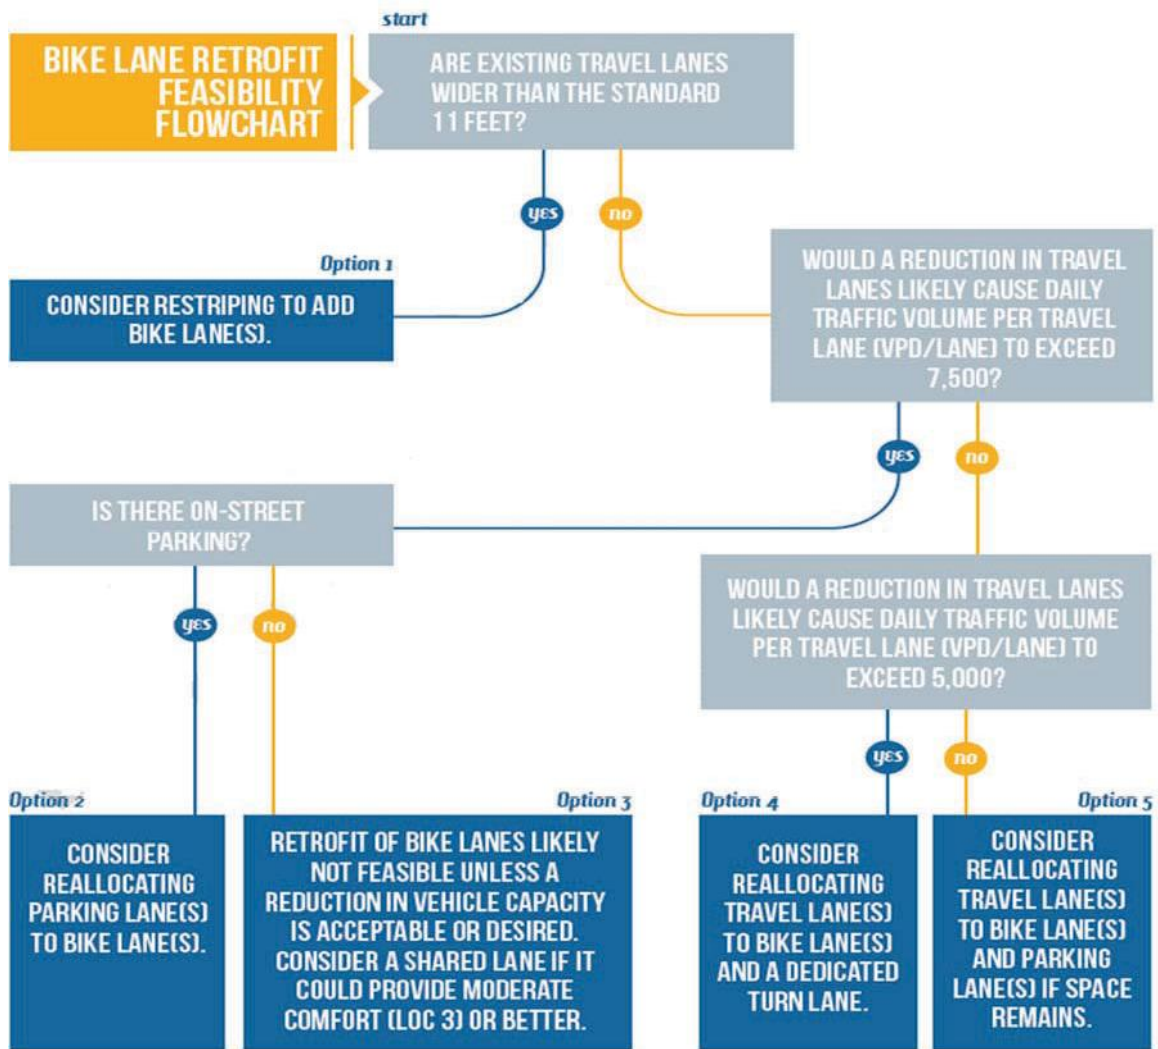 start
BIKE LANE RETROFIT
FEASIBILITY
FLOWCHART
ARE EXISTING TRAVEL LANES
WIDER THAN THE STANDARD
11 FEET?
yes
no
Option 1
CONSIDER RESTRIPING TO ADD
BIKE LANE(S).
WOULD A REDUCTION IN TRAVEL
LANES LIKELY CAUSE DAILY
TRAFFIC VOLUME PER TRAVEL
LANE (VPD/LANE) TO EXCEED
7,500?
yes
no
IS THERE ON-STREET
PARKING?
yes
no
WOULD A REDUCTION IN TRAVEL LANES
LIKELY CAUSE DAILY TRAFFIC VOLUME
PER TRAVEL LANE (VPD/LANE) TO
EXCEED 5,000?
yes
no
Option 2
CONSIDER
REALLOCATING
PARKING LANE(S)
TO BIKE LANE(S).
Option 3
RETROFIT OF BIKE LANES LIKELY
NOT FEASIBLE UNLESS A
REDUCTION IN VEHICLE CAPACITY
IS ACCEPTABLE OR DESIRED.
CONSIDER A SHARED LANE IF IT
COULD PROVIDE MODERATE
COMFORT (LOC 3) OR BETTER.
Option 4
CONSIDER
REALLOCATING
TRAVEL LANE(S)
TO BIKE LANE(S)
AND A DEDICATED
TURN LANE.
Option 5
CONSIDER
REALLOCATING
TRAVEL LANE(S)
TO BIKE LANE(S)
AND PARKING
LANE(S) IF SPACE
REMAINS.